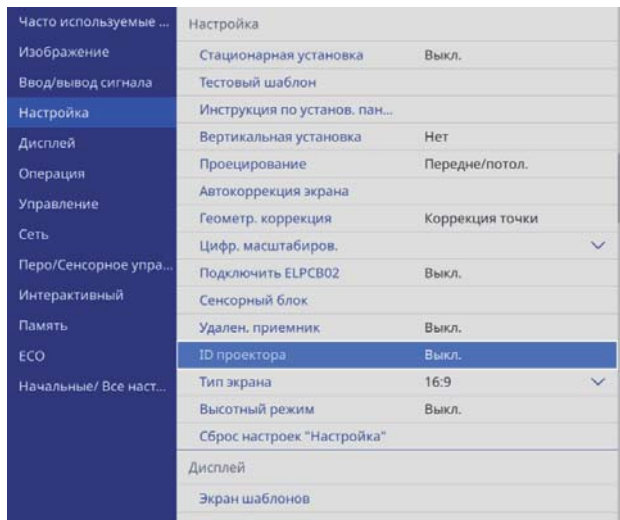 Часто используемые ...
Изображение
Ввод/вывод сигнала
Настройка
Дисплей
Операция
Управление
Сеть
Перо/Сенсорное упра...
Интерактивный
Память
ECO
Начальные/ Все наст...
Настройка
Стационарная установка Выкл.
Тестовый шаблон
Инструкция по установ. пан...
Вертикальная установка Нет
Проецирование Передне/потол.
Автокоррекция экрана
Геометр. коррекция Коррекция точки
Цифр. масштабиров.
Подключить ELPCB02 Выкл.
Сенсорный блок
Удален. приемник Выкл.
ID проектора Выкл.
Тип экрана 16:9
Высотный режим Выкл.
Сброс настроек "Настройка"
Дисплей
Экран шаблонов